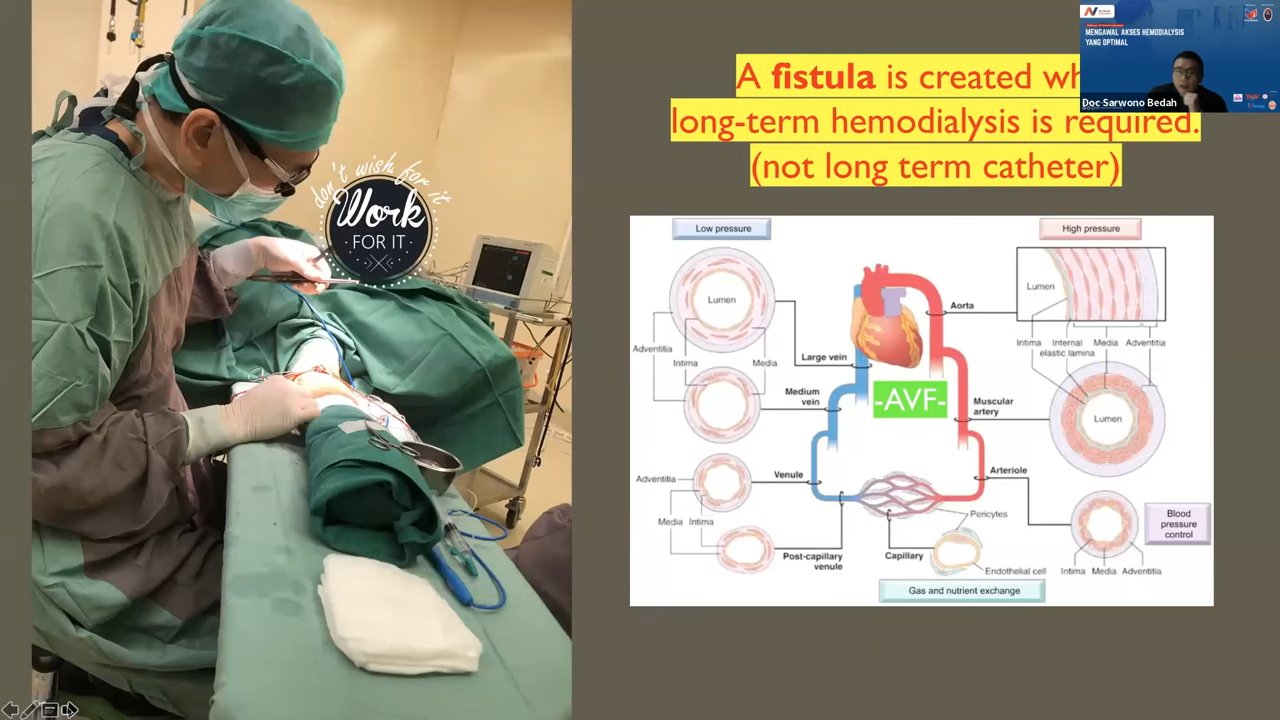 A fistula is created wh
long-term hemodialysis is required.
(not long term catheter)
MENGAWAL AKSES HEMODIALYSIS
YANG OPTIMAL
Doc Sarwono Bedah
don't wish for it
Work
FOR IT
Low pressure
High pressure
Lumen
Adventitia
Intima
Media
Large vein
Medium
vein
Aorta
Lumen
Intima
Internal
elastic lamina
Media
Adventitia
-AVF-
Muscular
artery
Lumen
Adventitia
Venule
Media
Intima
Arteriole
Pericytes
Post-capillary
venule
Capillary
Endothelial cell
Blood
pressure
control
Intima
Media
Adventitia
Gas and nutrient exchange